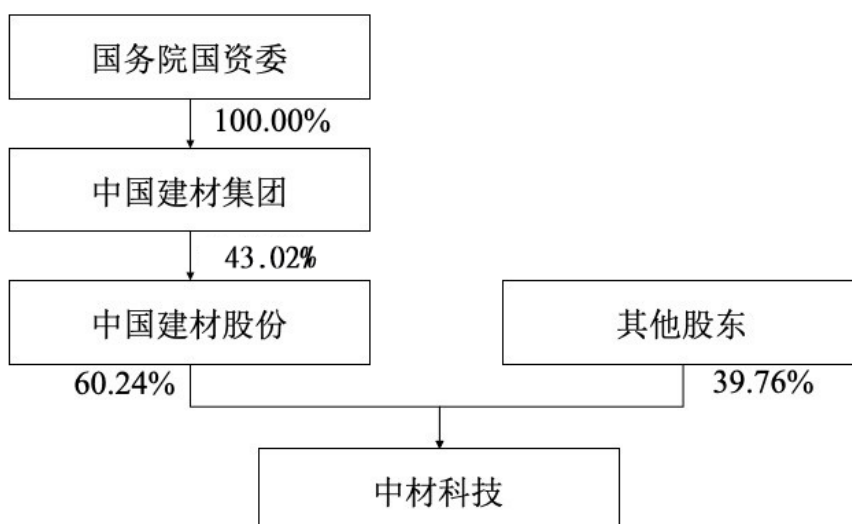 国务院国资委
100.00%
中国建材集团
43.02%
中国建材股份
其他股东
60.24%
39.76%
中材科技